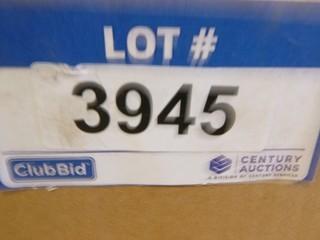 LOT #
3945
ClubBid
CENTURY
AUCTIONS
A DIVISION OF CENTURY SERVICES